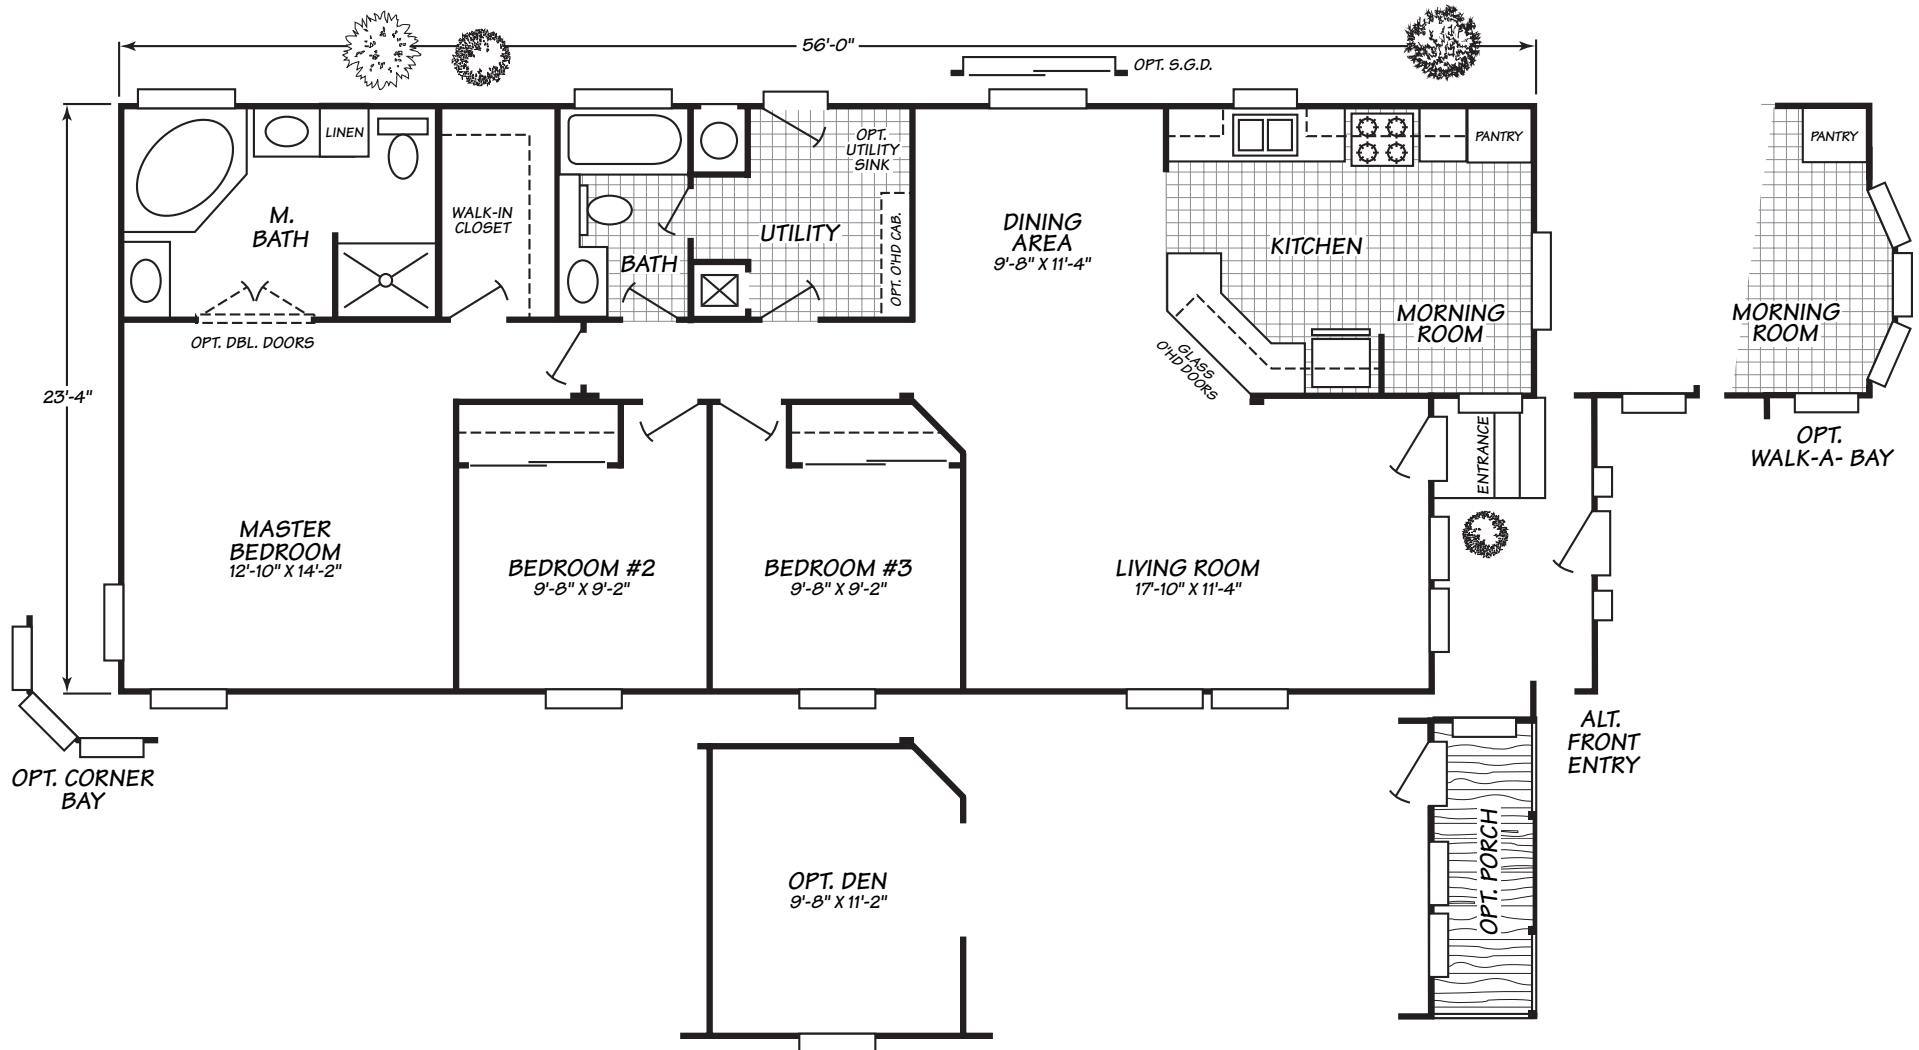 56'-0"
OPT. S.G.D.
LINEN
OPT.
UTILITY
SINK
PANTRY
PANTRY
M.
BATH
WALK-IN
CLOSET
BATH
UTILITY
OPT. O'HD CAB.
DINING
AREA
9'-8" X 11'-4"
KITCHEN
MORNING
ROOM
MORNING
ROOM
OPT. DBL. DOORS
GLASS
O'HD DOORS
23'-4"
ENTRANCE
OPT.
WALK-A- BAY
MASTER
BEDROOM
12'-10" X 14'-2"
BEDROOM #2
9'-8" X 9'-2"
BEDROOM #3
9'-8" X 9'-2"
LIVING ROOM
17'-10" X 11'-4"
OPT. CORNER
BAY
ALT.
FRONT
ENTRY
OPT. DEN
9'-8" X 11'-2"
OPT. PORCH